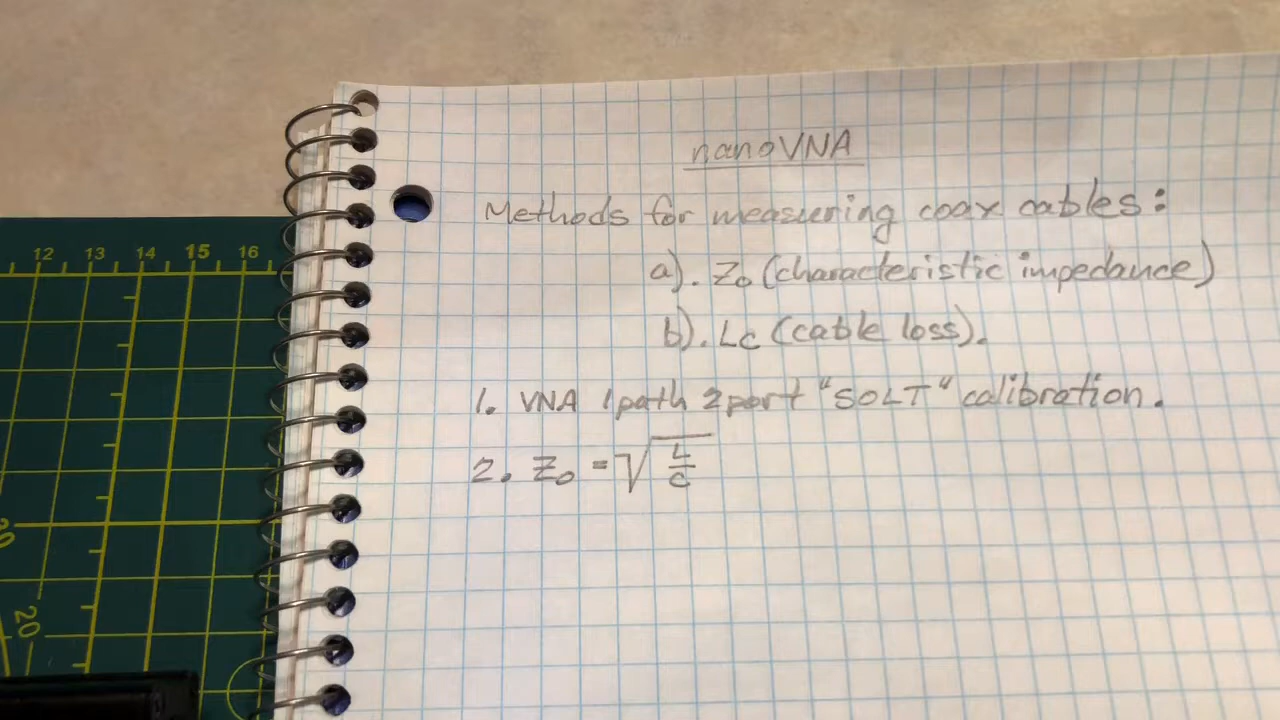 nanoVNA
Methods for measuring coax cables:
a). Zo (characteristic impedance)
b). Lc (cable loss).
1. VNA 1path 2port "SOLT" calibration.
2. Zo = √(L/C)
12 13 14 15 16
20
20